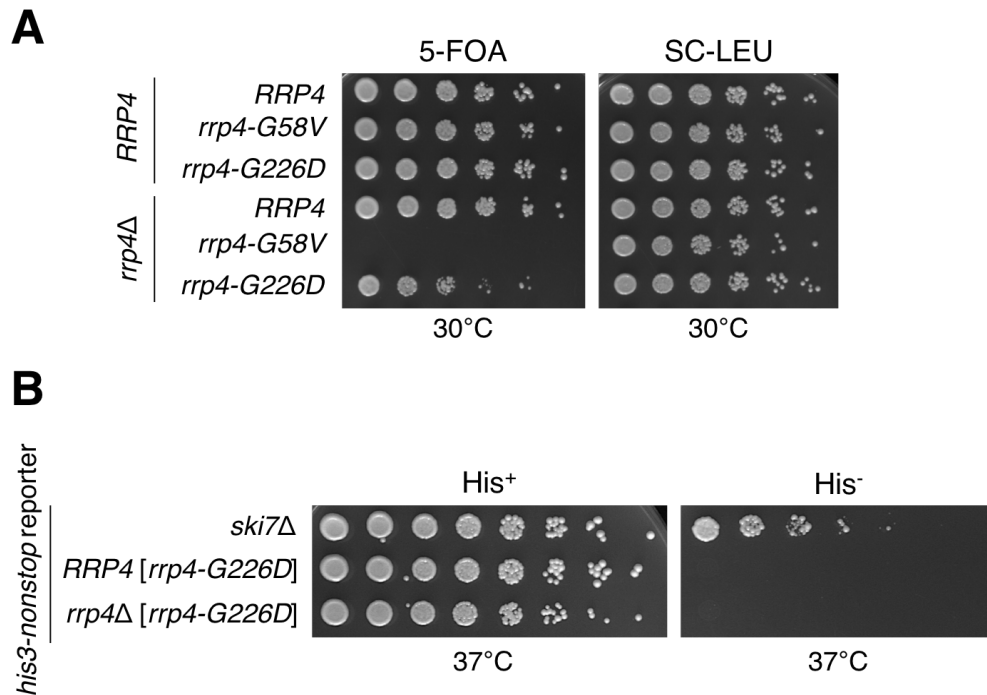 A
5-FOA SC-LEU
RRP4
RRP4
rrp4-G58V
rrp4-G226D
rrp4Δ
RRP4
rrp4-G58V
rrp4-G226D
30°C 30°C
B
his3-nonstop reporter
His+ His-
ski7Δ
RRP4 [rrp4-G226D]
rrp4Δ [rrp4-G226D]
37°C 37°C